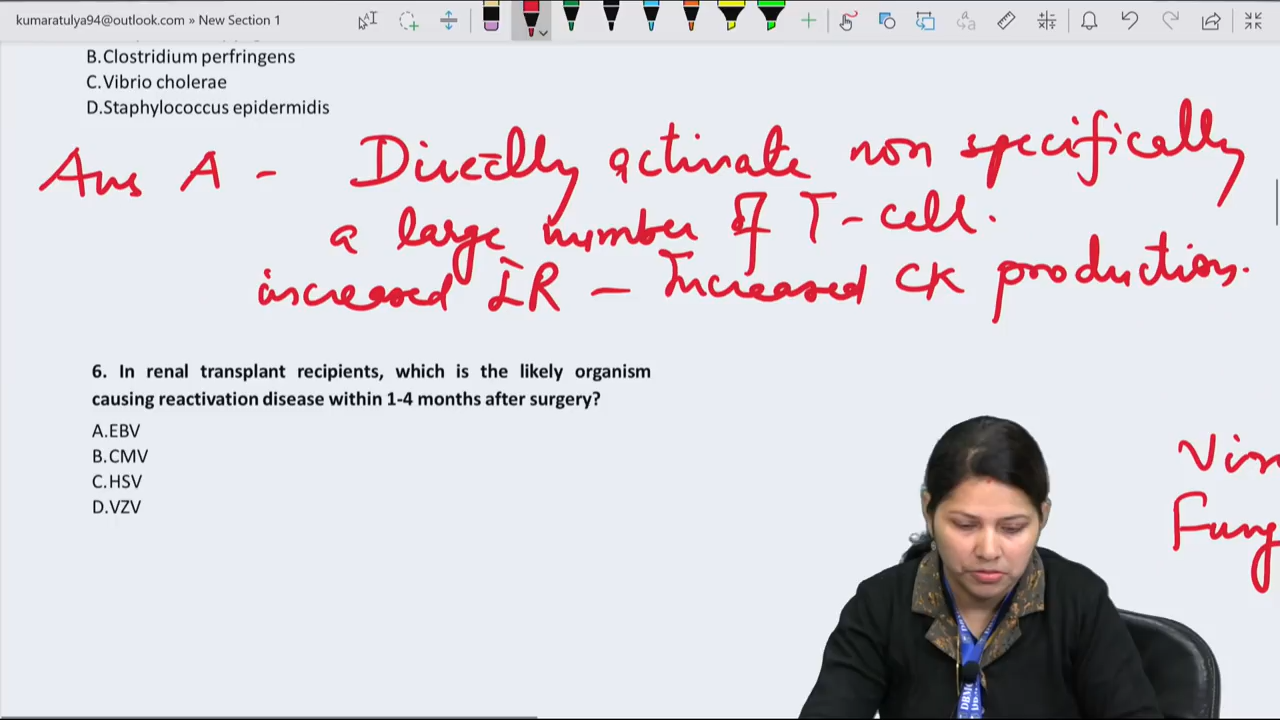 kumaratulya94@outlook.com » New Section 1
B.Clostridium perfringens
C.Vibrio cholerae
D.Staphylococcus epidermidis
Ans A - Directly activate non specifically
a large number of T-cell.
increased IR - Increased CK production.
6. In renal transplant recipients, which is the likely organism
causing reactivation disease within 1-4 months after surgery?
A.EBV
B.CMV
C.HSV
D.VZV
Fung
DBMC